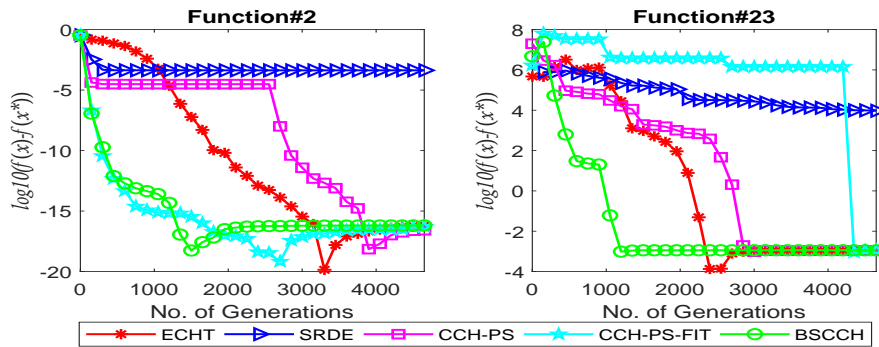 Function#2
log10(f(x)-f(x*))
0
-5
-10
-15
-20
0 1000 2000 3000 4000
No. of Generations
Function#23
log10(f(x)-f(x*))
8
6
4
2
0
-2
-4
0 1000 2000 3000 4000
No. of Generations
ECHT SRDE CCH-PS CCH-PS-FIT BSCCH